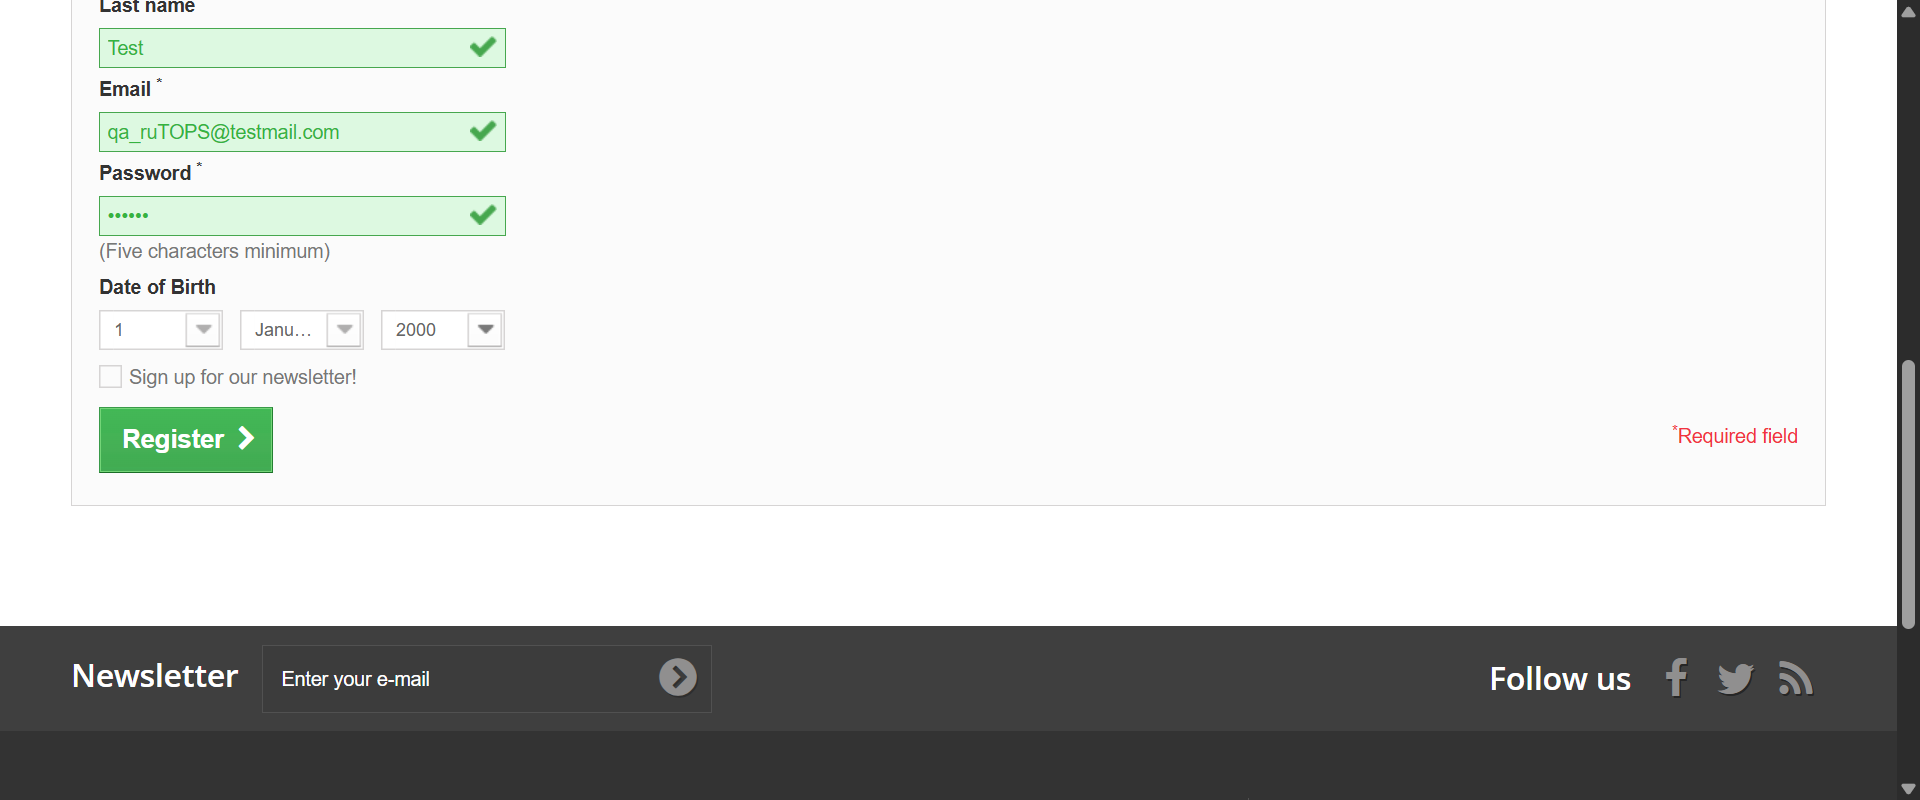 Last name
Test
Email *
qa_ruTOPS@testmail.com
Password *
••••••
(Five characters minimum)
Date of Birth
1 Janu... 2000
Sign up for our newsletter!
Register
*Required field
Newsletter Enter your e-mail Follow us